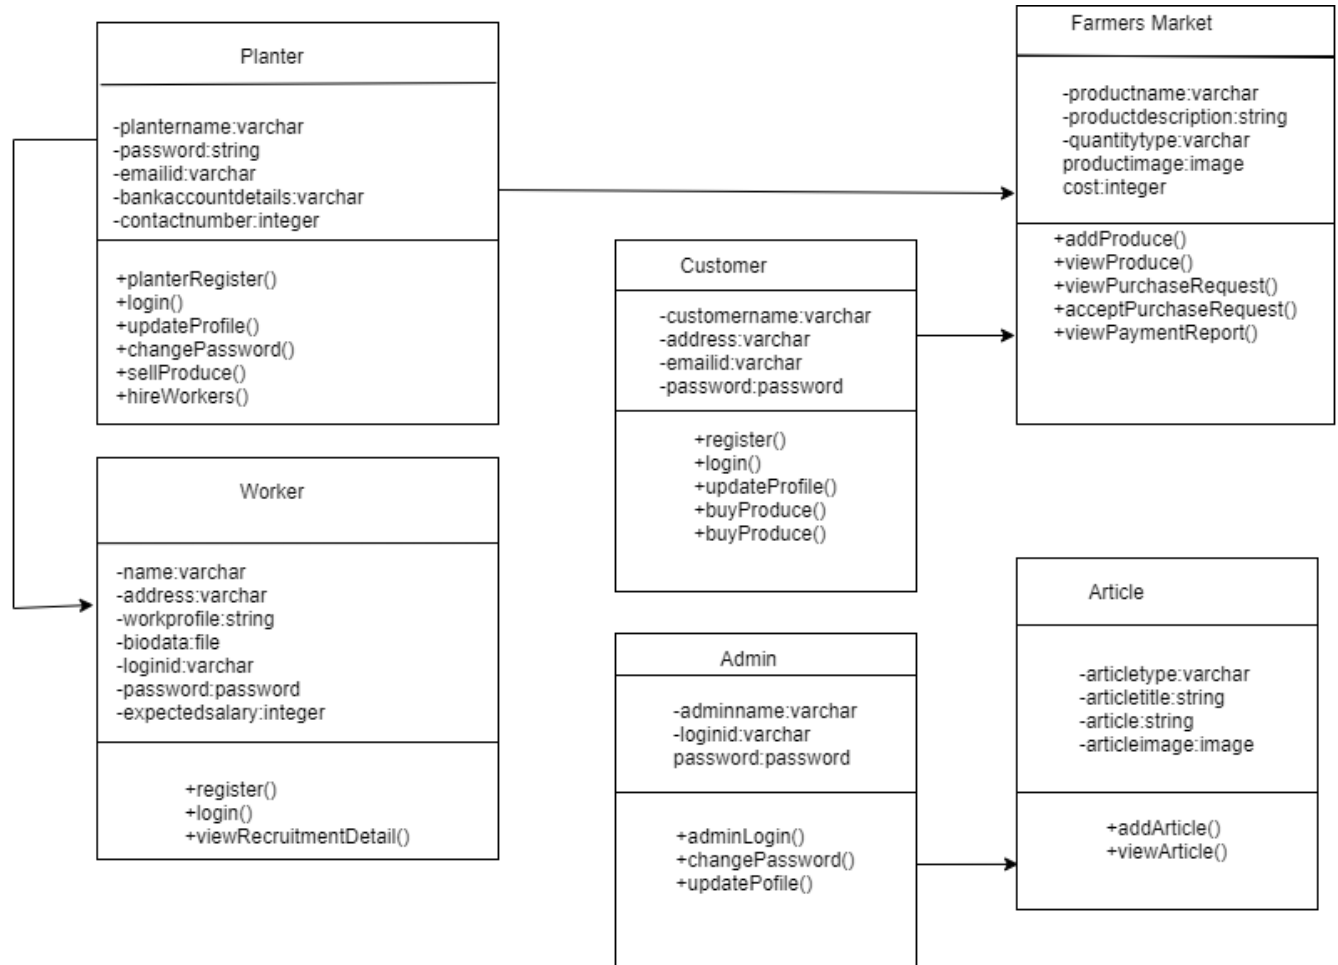 Planter
-plantername:varchar
-password:string
-emailid:varchar
-bankaccountdetails:varchar
-contactnumber:integer
+planterRegister()
+login()
+updateProfile()
+changePassword()
+sellProduce()
+hireWorkers()
Farmers Market
-productname:varchar
-productdescription:string
-quantitytype:varchar
productimage:image
cost:integer
+addProduce()
+viewProduce()
+viewPurchaseRequest()
+acceptPurchaseRequest()
+viewPaymentReport()
Customer
-customername:varchar
-address:varchar
-emailid:varchar
-password:password
+register()
+login()
+updateProfile()
+buyProduce()
+buyProduce()
Worker
-name:varchar
-address:varchar
-workprofile:string
-biodata:file
-loginid:varchar
-password:password
-expectedsalary:integer
+register()
+login()
+viewRecruitmentDetail()
Admin
-adminname:varchar
-loginid:varchar
password:password
+adminLogin()
+changePassword()
+updatePofile()
Article
-articletype:varchar
-articletitle:string
-article:string
-articleimage:image
+addArticle()
+viewArticle()